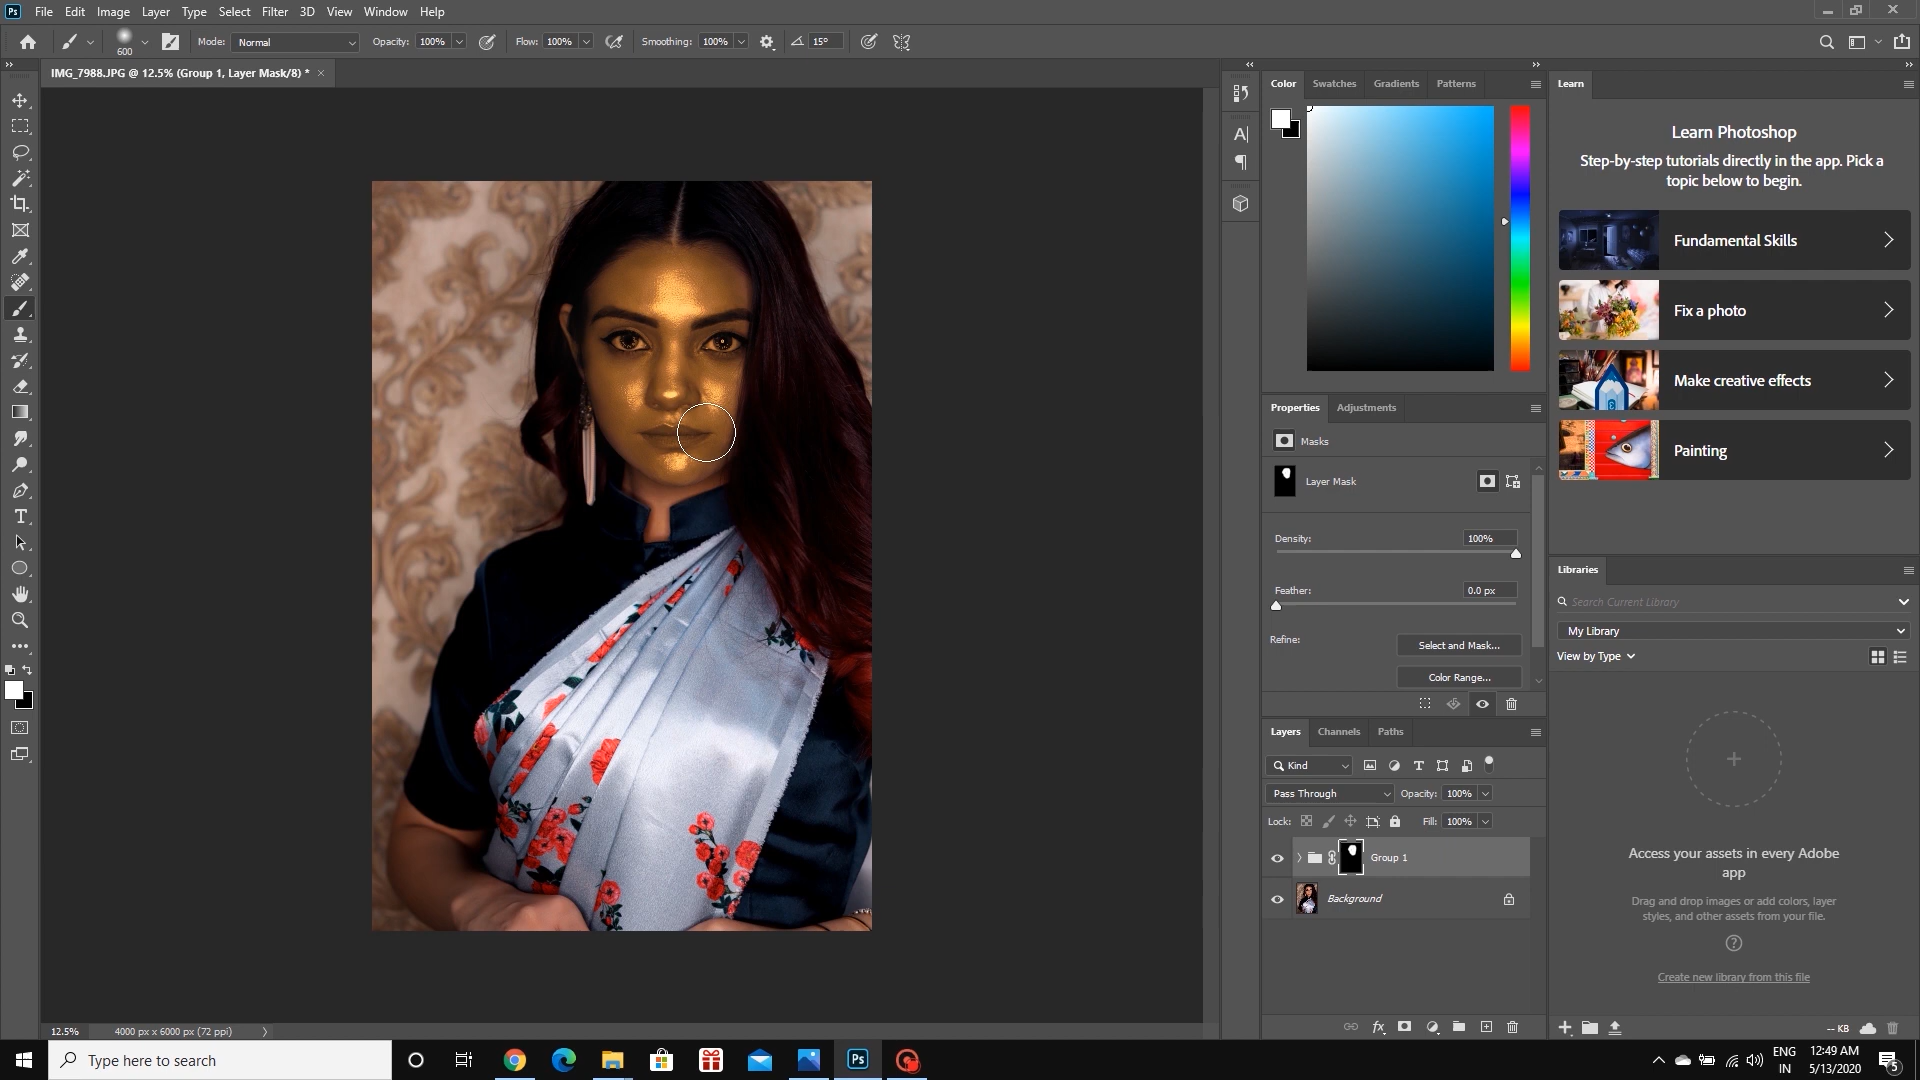 Ps File Edit Image Layer Type Select Filter 3D View Window Help
600 Mode: Normal Opacity: 100% Flow: 100% Smoothing: 100% 15°
IMG_7988.JPG @ 12.5% (Group 1, Layer Mask/8) * ×
Color Swatches Gradients Patterns
Learn
Learn Photoshop
Step-by-step tutorials directly in the app. Pick a
topic below to begin.
Fundamental Skills
Fix a photo
Make creative effects
Painting
Properties Adjustments
Masks
Layer Mask
Density: 100%
Feather: 0.0 px
Refine: Select and Mask...
Color Range...
Layers Channels Paths
Kind
Pass Through Opacity: 100%
Lock: Fill: 100%
Group 1
Background
Libraries
Search Current Library
My Library
View by Type
Access your assets in every Adobe
app
Drag and drop images or add colors, layer
styles, and other assets from your file.
Create new library from this file
-- KB
12.5% 4000 px x 6000 px (72 ppi)
Type here to search
Ps
ENG
IN
12:49 AM
5/13/2020
5